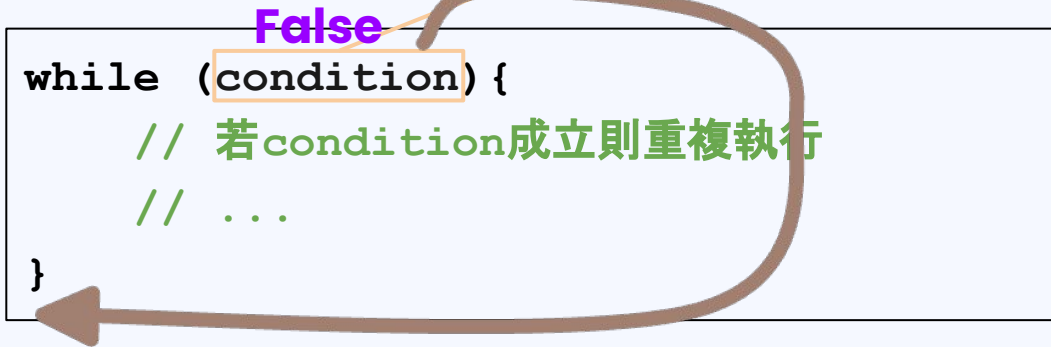 False
while (condition){
// 若condition成立則重複執行
// ...
}